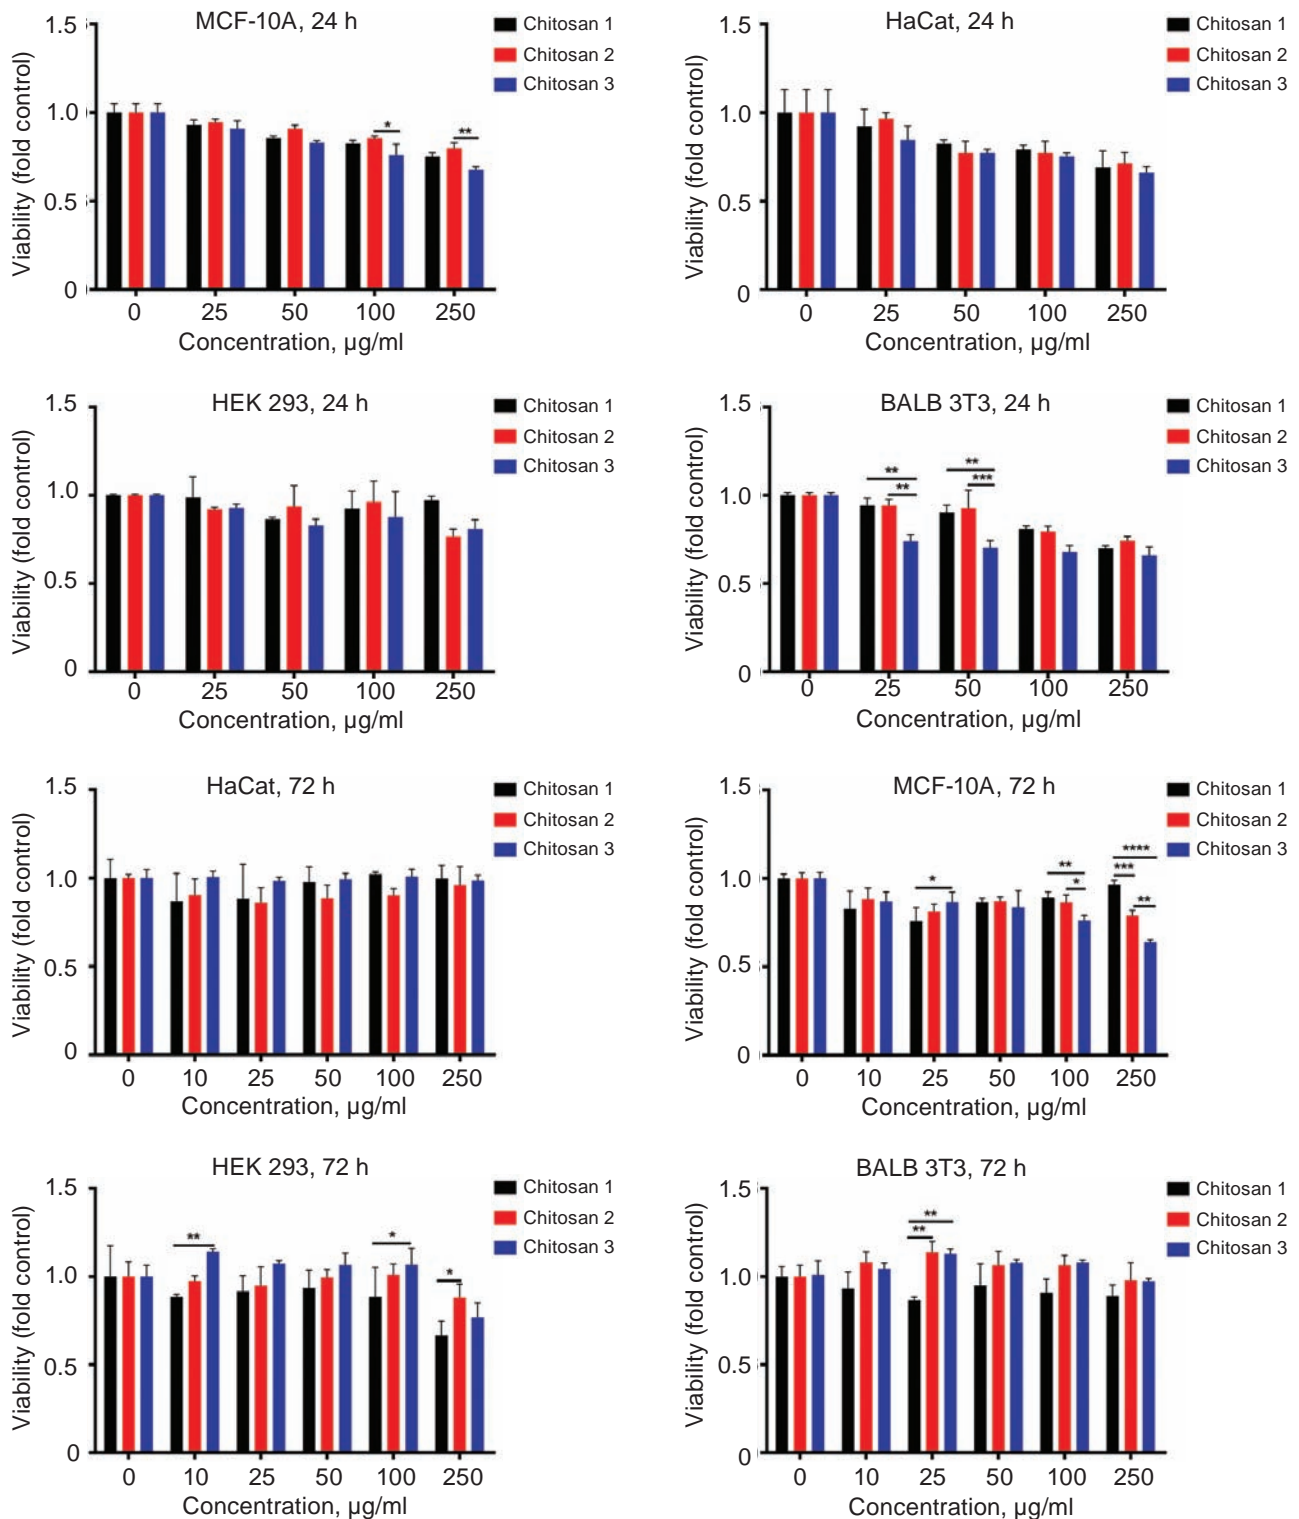 MCF-10A, 24 h
Chitosan 1
Chitosan 2
Chitosan 3
Viability (fold control)
1.5
1.0
0.5
0
* **
0 25 50 100 250
Concentration, µg/ml
HaCat, 24 h
Chitosan 1
Chitosan 2
Chitosan 3
Viability (fold control)
1.5
1.0
0.5
0
0 25 50 100 250
Concentration, µg/ml
HEK 293, 24 h
Chitosan 1
Chitosan 2
Chitosan 3
Viability (fold control)
1.5
1.0
0.5
0
0 25 50 100 250
Concentration, µg/ml
BALB 3T3, 24 h
Chitosan 1
Chitosan 2
Chitosan 3
Viability (fold control)
1.5
1.0
0.5
0
** **
** ***
0 25 50 100 250
Concentration, µg/ml
HaCat, 72 h
Chitosan 1
Chitosan 2
Chitosan 3
Viability (fold control)
1.5
1.0
0.5
0
0 10 25 50 100 250
Concentration, µg/ml
MCF-10A, 72 h
Chitosan 1
Chitosan 2
Chitosan 3
Viability (fold control)
1.5
1.0
0.5
0
****
* ** ***
* **
0 10 25 50 100 250
Concentration, µg/ml
HEK 293, 72 h
Chitosan 1
Chitosan 2
Chitosan 3
Viability (fold control)
1.5
1.0
0.5
0
** * *
0 10 25 50 100 250
Concentration, µg/ml
BALB 3T3, 72 h
Chitosan 1
Chitosan 2
Chitosan 3
Viability (fold control)
1.5
1.0
0.5
0
**
**
0 10 25 50 100 250
Concentration, µg/ml